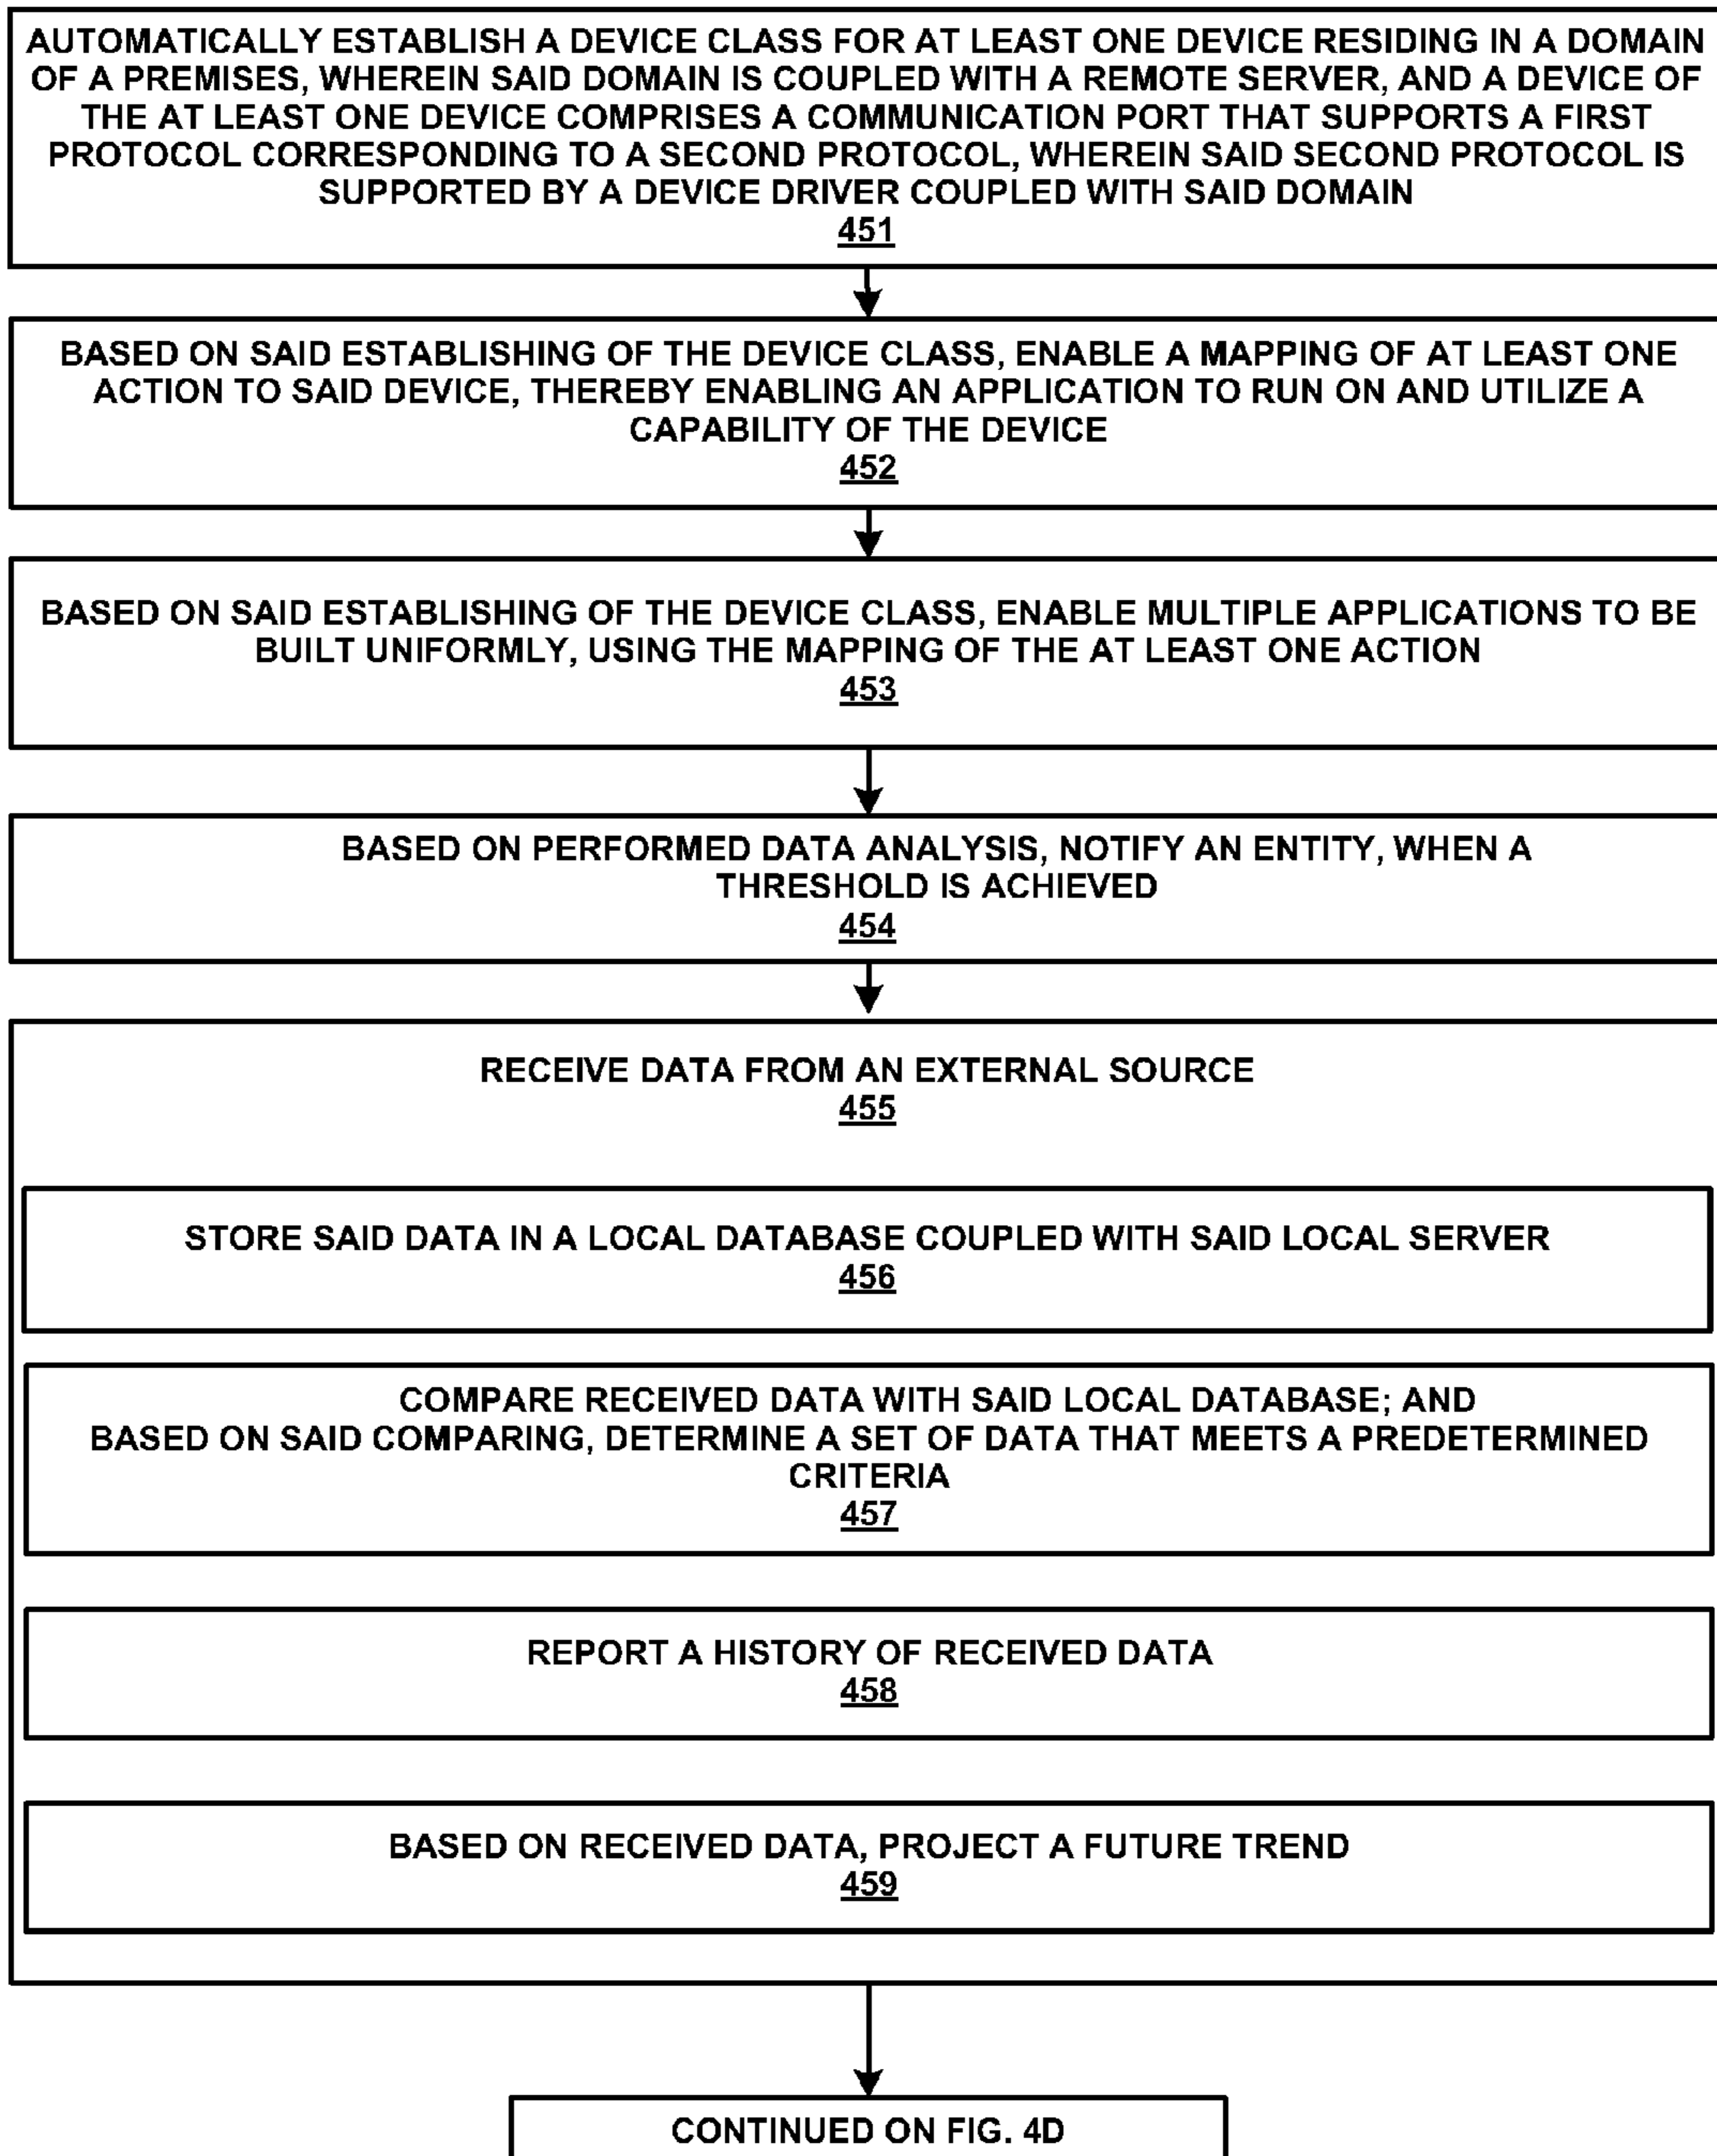 AUTOMATICALLY ESTABLISH A DEVICE CLASS FOR AT LEAST ONE DEVICE RESIDING IN A DOMAIN
OF A PREMISES, WHEREIN SAID DOMAIN IS COUPLED WITH A REMOTE SERVER, AND A DEVICE OF
THE AT LEAST ONE DEVICE COMPRISES A COMMUNICATION PORT THAT SUPPORTS A FIRST
PROTOCOL CORRESPONDING TO A SECOND PROTOCOL, WHEREIN SAID SECOND PROTOCOL IS
SUPPORTED BY A DEVICE DRIVER COUPLED WITH SAID DOMAIN
451
BASED ON SAID ESTABLISHING OF THE DEVICE CLASS, ENABLE A MAPPING OF AT LEAST ONE
ACTION TO SAID DEVICE, THEREBY ENABLING AN APPLICATION TO RUN ON AND UTILIZE A
CAPABILITY OF THE DEVICE
452
BASED ON SAID ESTABLISHING OF THE DEVICE CLASS, ENABLE MULTIPLE APPLICATIONS TO BE
BUILT UNIFORMLY, USING THE MAPPING OF THE AT LEAST ONE ACTION
453
BASED ON PERFORMED DATA ANALYSIS, NOTIFY AN ENTITY, WHEN A
THRESHOLD IS ACHIEVED
454
RECEIVE DATA FROM AN EXTERNAL SOURCE
455
STORE SAID DATA IN A LOCAL DATABASE COUPLED WITH SAID LOCAL SERVER
456
COMPARE RECEIVED DATA WITH SAID LOCAL DATABASE; AND
BASED ON SAID COMPARING, DETERMINE A SET OF DATA THAT MEETS A PREDETERMINED
CRITERIA
457
REPORT A HISTORY OF RECEIVED DATA
458
BASED ON RECEIVED DATA, PROJECT A FUTURE TREND
459
CONTINUED ON FIG. 4D